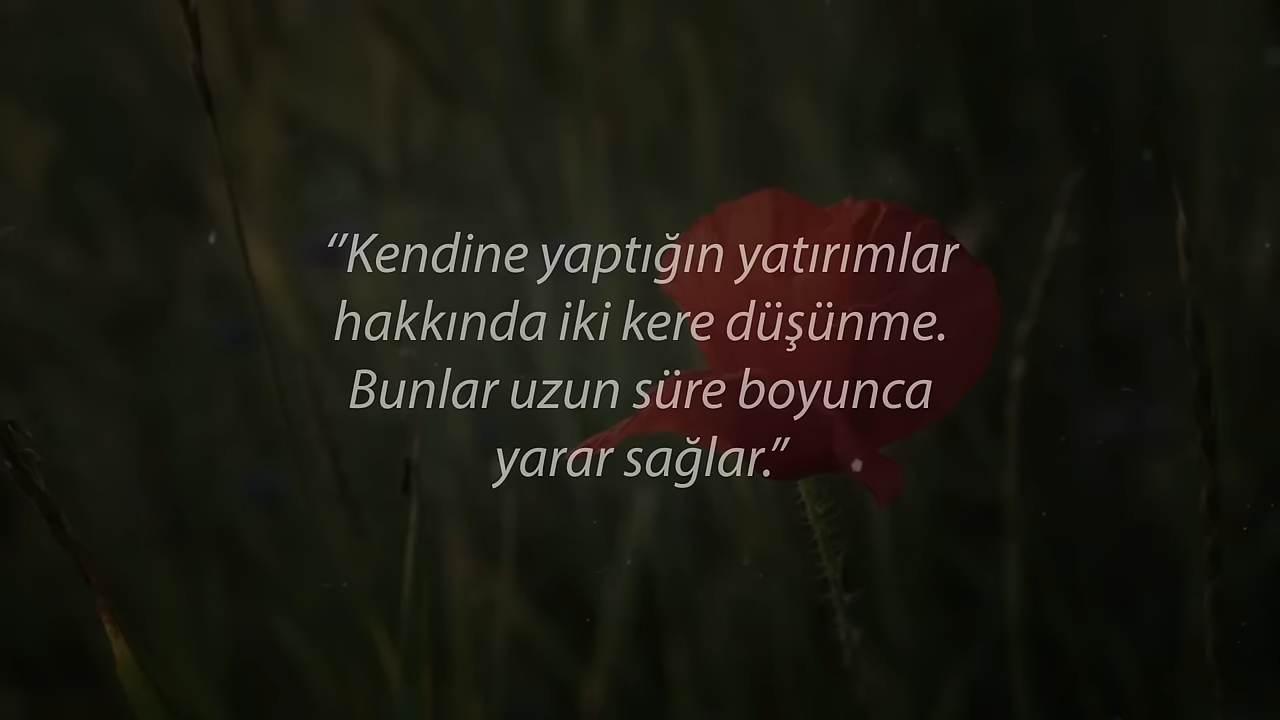 “Kendine yaptığın yatırımlar
hakkında iki kere düşünme.
Bunlar uzun süre boyunca
yarar sağlar.”